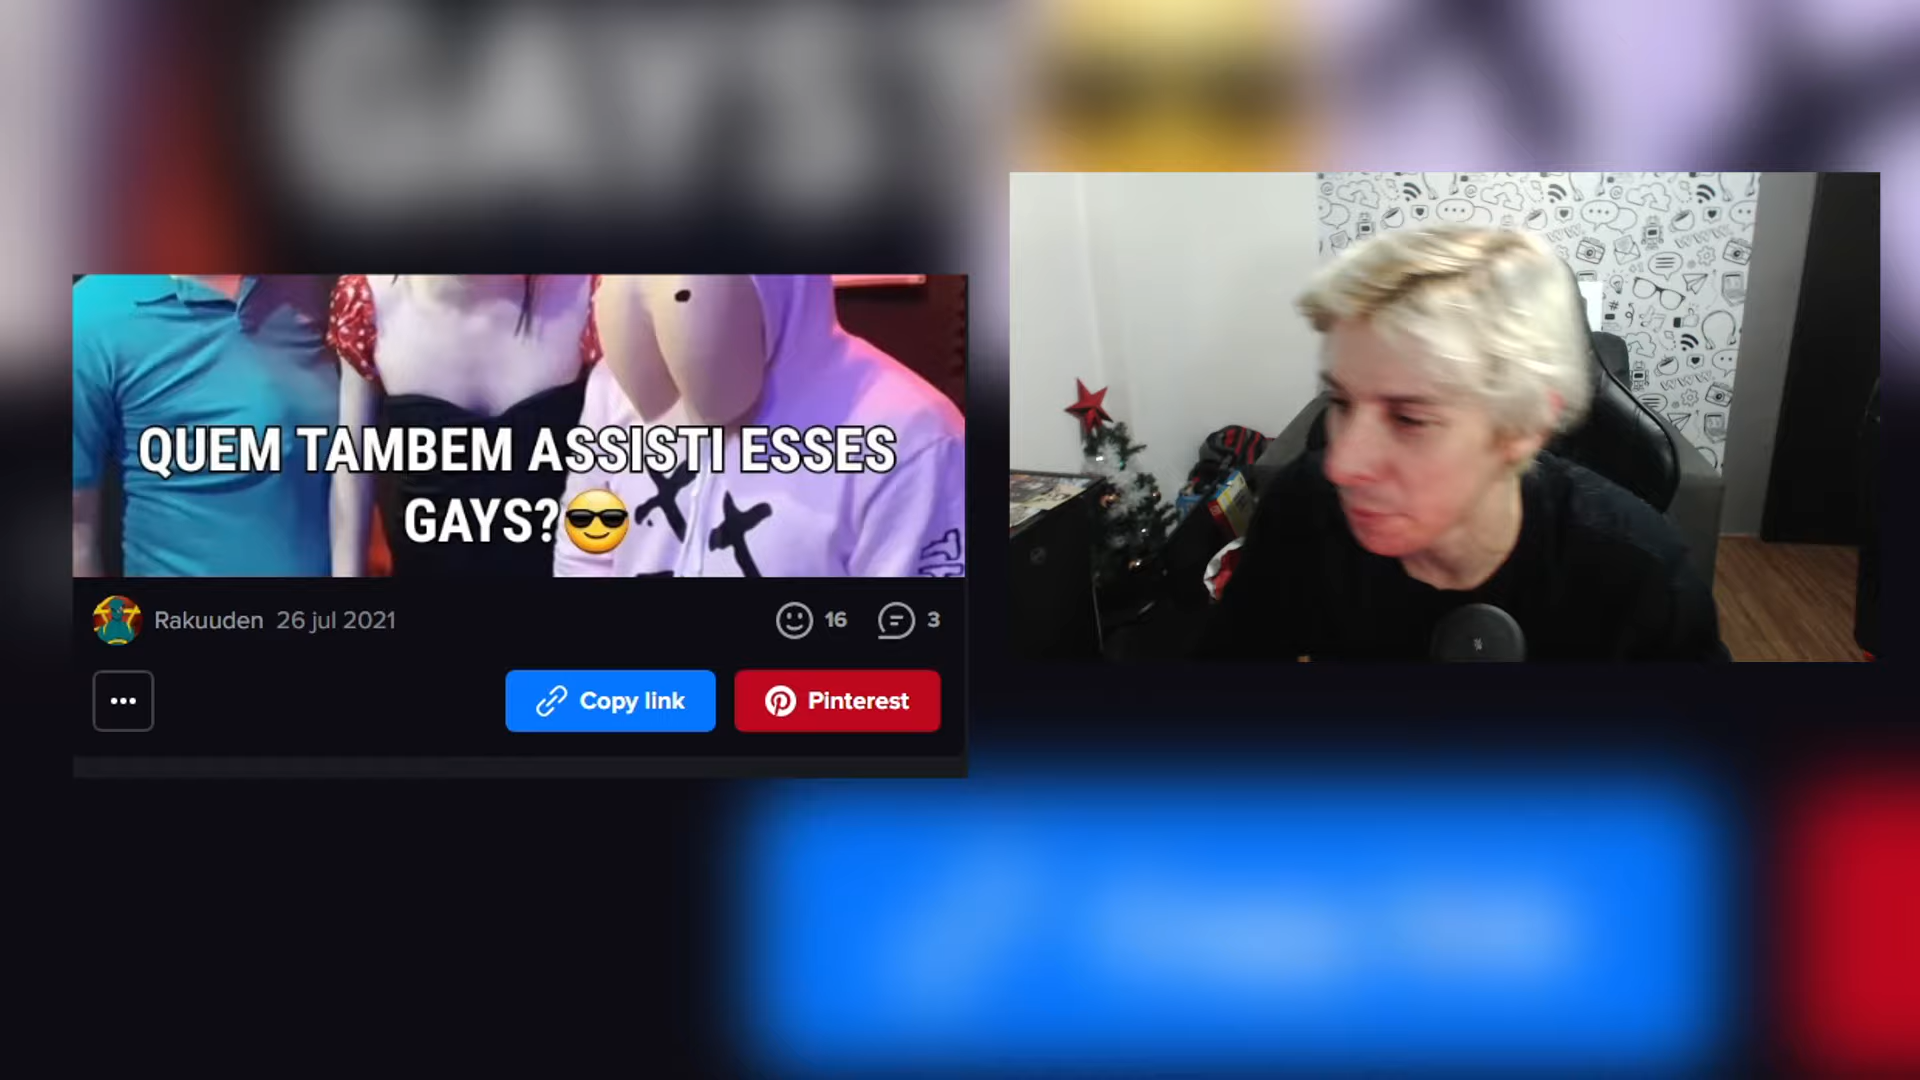 QUEM TAMBEM ASSISTI ESSES
GAYS?😎
Rakuuden 26 jul 2021
16
3
Copy link
Pinterest